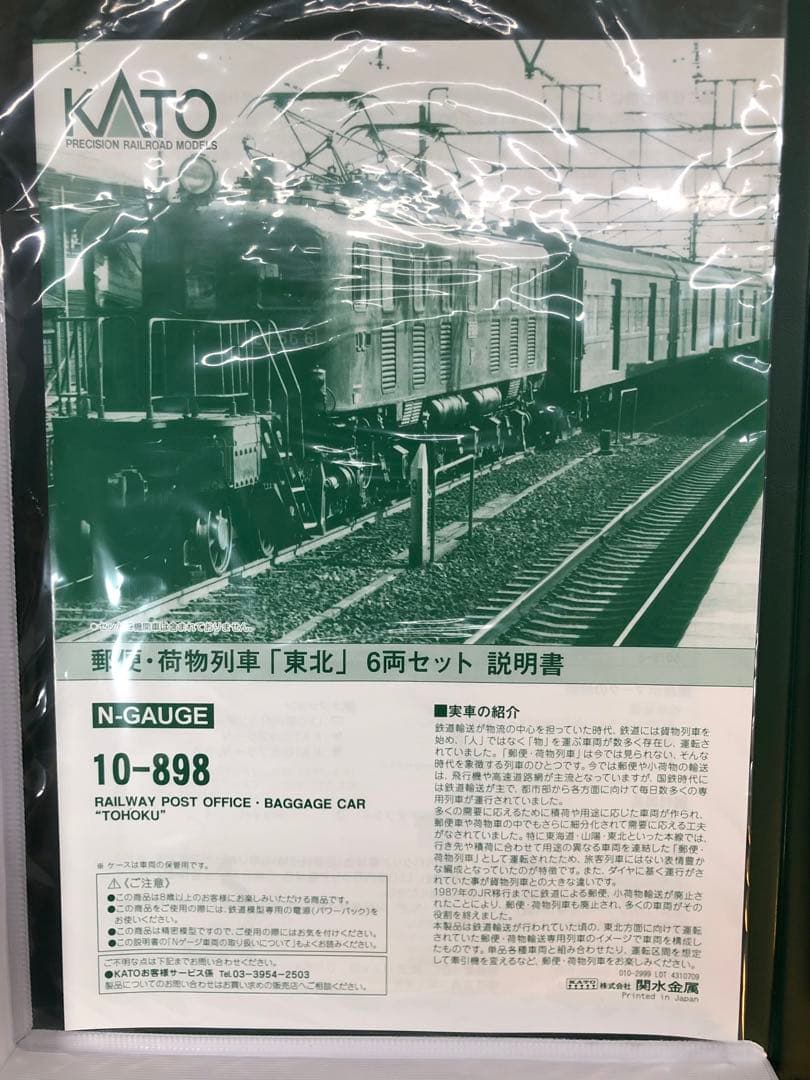 KATO
PRECISION RAILROAD MODELS
※セットに機関車は含まれておりません。
郵便・荷物列車「東北」 6両セット 説明書
N-GAUGE
10-898
RAILWAY POST OFFICE・BAGGAGE CAR
“TOHOKU”
※ ケースは車両の保管用です。
⚠《ご注意》
●この商品は8歳以上のお客様にお楽しみいただける商品です。
●この商品をご使用の際には、鉄道模型専用の電源(パワーパック)を
お使いください。
●この商品は精密模型ですので、ご使用の際にはお気を付けください。
●この説明書の「Nゲージ車両の取り扱いについて」もよくお読みください。
ご不明な点は下記までお問い合わせください。
●KATOお客様サービス係 TEL.03-3954-2503
製品についてのお問い合わせはお買い求めの販売店へご相談ください。
■実車の紹介
鉄道輸送が物流の中心を担っていた時代、鉄道には貨物列車を
始め、「人」ではなく「物」を運ぶ車両が数多く存在し、運転さ
れていました。「郵便・荷物列車」は今では見られない、そんな
時代を象徴する列車のひとつです。今では郵便や小荷物の輸送
は、飛行機や高速道路網が主流となっていますが、国鉄時代に
は鉄道輸送が主で、都市部から各方面に向けて毎日数多くの専
用列車が運行されていました。
多くの需要に応えるために積荷や用途に応じた車両が作られ、
郵便車や荷物車の中でもさらに細分化されて需要に応える工夫
がなされていました。特に東海道・山陽・東北といった本線では、
行き先や積荷に合わせて用途の異なる車両を連結した「郵便・
荷物列車」として運転されたため、旅客列車にはない表情豊か
な編成となっていたのが特徴です。また、ダイヤに基く運行がさ
れていた事が貨物列車との大きな違いです。
1987年のJR移行までに鉄道による郵便、小荷物輸送が廃止さ
れたことにより、郵便・荷物列車も廃止され、多くの車両がその
役割を終えました。
本製品は鉄道輸送が行われていた頃の、東北方面に向けて運転
されていた郵便・荷物輸送専用列車のイメージで車両を構成し
たものです。単品各種車両と組み合わせたり、運転区間を想定
して牽引機を変えるなど、郵便・荷物列車をお楽しみください。
010-2999 LOT 4310709
KATO 株式会社 関水金属
Printed in Japan